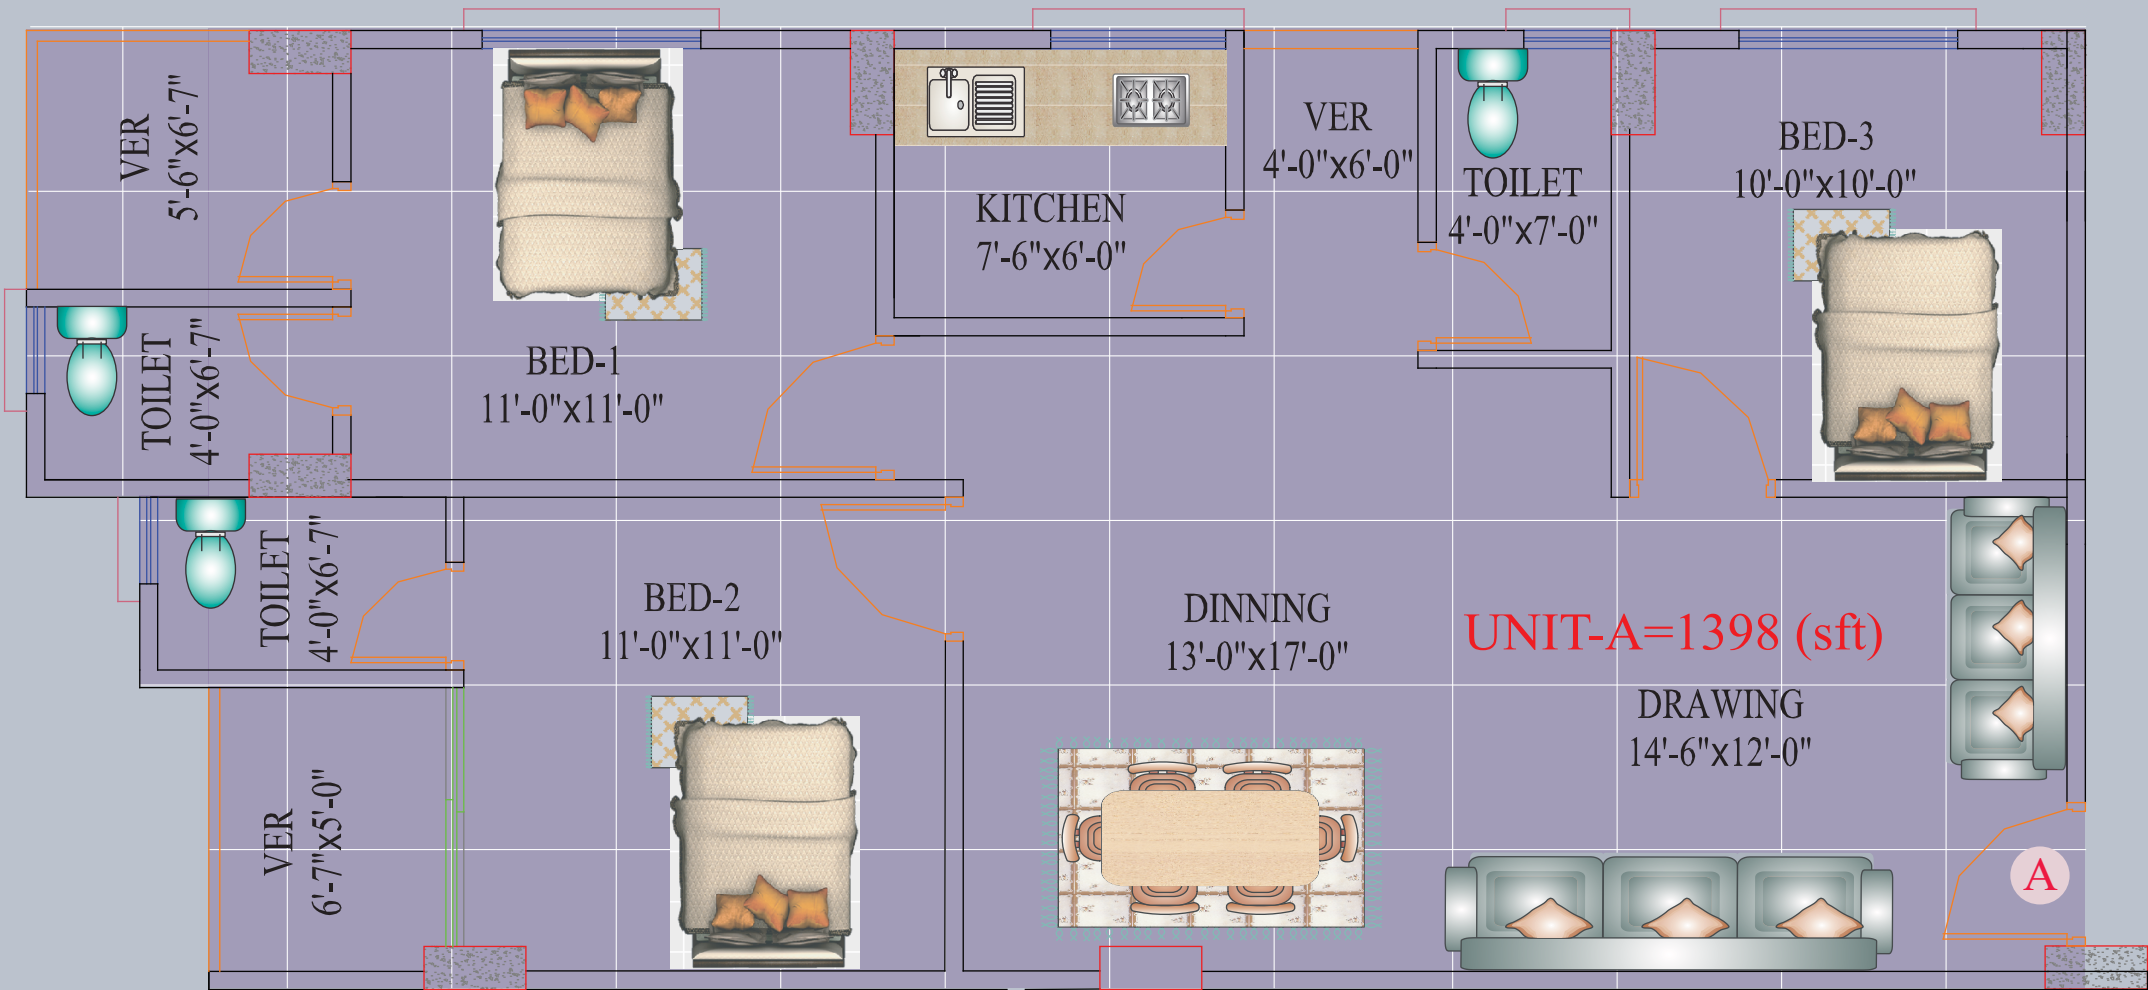 VER
5'-6"x6'-7"
TOILET
4'-0"x6'-7"
BED-1
11'-0"x11'-0"
KITCHEN
7'-6"x6'-0"
VER
4'-0"x6'-0"
TOILET
4'-0"x7'-0"
BED-3
10'-0"x10'-0"
TOILET
4'-0"x6'-7"
BED-2
11'-0"x11'-0"
DINNING
13'-0"x17'-0"
UNIT-A=1398 (sft)
DRAWING
14'-6"x12'-0"
VER
6'-7"x5'-0"
A